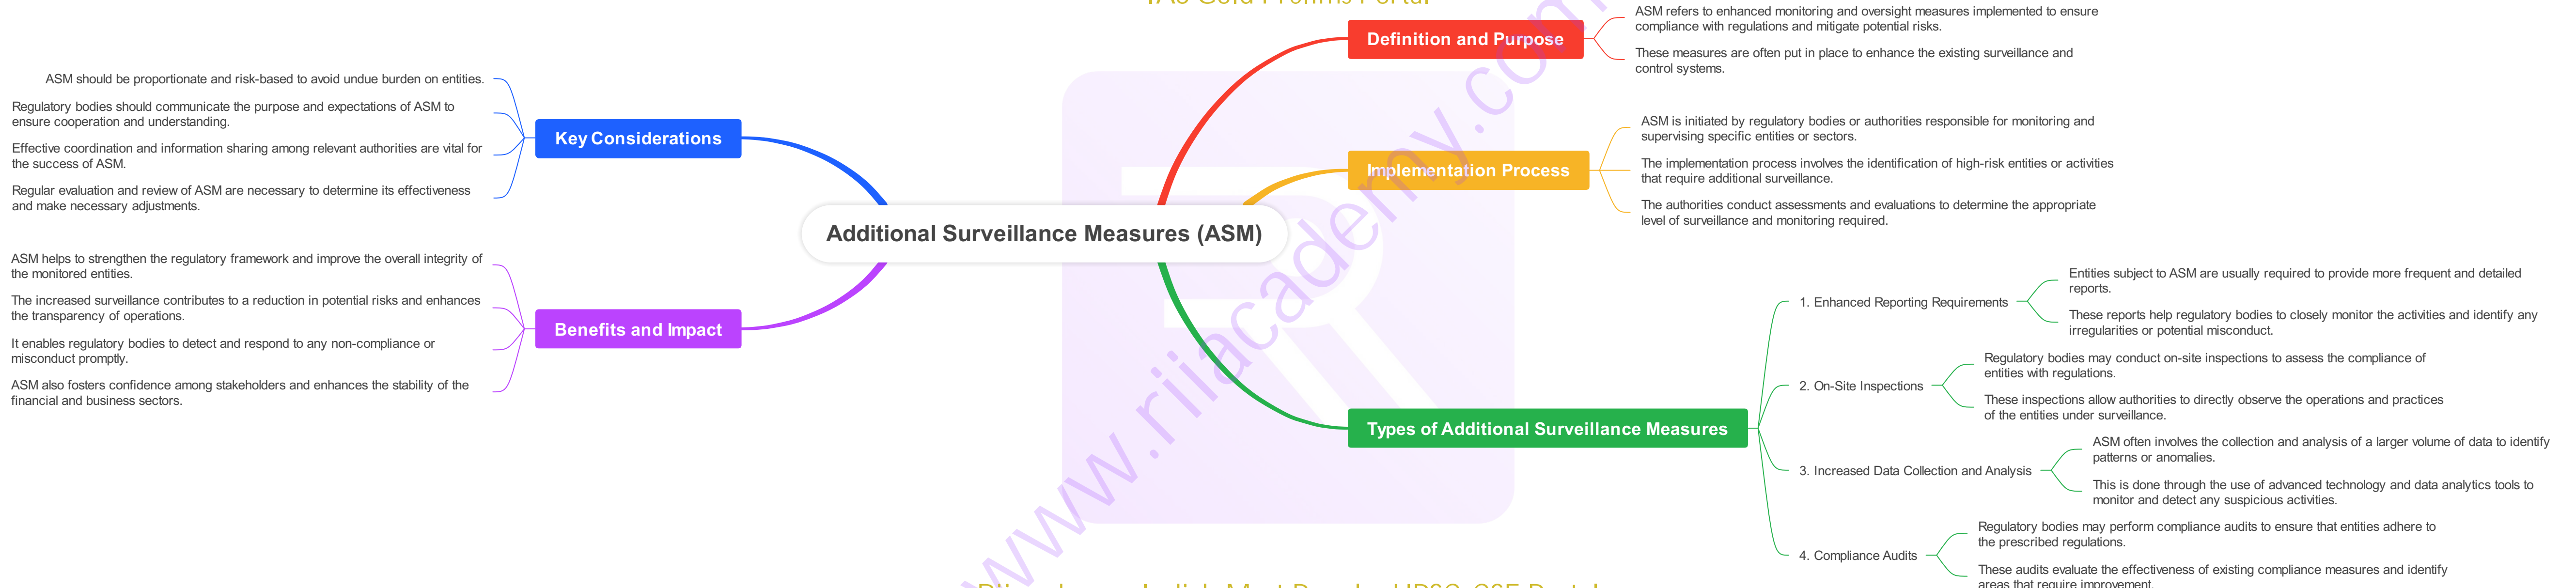 Additional Surveillance Measures (ASM)
Definition and Purpose
ASM refers to enhanced monitoring and oversight measures implemented to ensure
compliance with regulations and mitigate potential risks.
These measures are often put in place to enhance the existing surveillance and
control systems.
Implementation Process
ASM is initiated by regulatory bodies or authorities responsible for monitoring and
supervising specific entities or sectors.
The implementation process involves the identification of high-risk entities or activities
that require additional surveillance.
The authorities conduct assessments and evaluations to determine the appropriate
level of surveillance and monitoring required.
Types of Additional Surveillance Measures
1. Enhanced Reporting Requirements
Entities subject to ASM are usually required to provide more frequent and detailed
reports.
These reports help regulatory bodies to closely monitor the activities and identify any
irregularities or potential misconduct.
2. On-Site Inspections
Regulatory bodies may conduct on-site inspections to assess the compliance of
entities with regulations.
These inspections allow authorities to directly observe the operations and practices
of the entities under surveillance.
3. Increased Data Collection and Analysis
ASM often involves the collection and analysis of a larger volume of data to identify
patterns or anomalies.
This is done through the use of advanced technology and data analytics tools to
monitor and detect any suspicious activities.
4. Compliance Audits
Regulatory bodies may perform compliance audits to ensure that entities adhere to
the prescribed regulations.
These audits evaluate the effectiveness of existing compliance measures and identify
areas that require improvement.
Key Considerations
ASM should be proportionate and risk-based to avoid undue burden on entities.
Regulatory bodies should communicate the purpose and expectations of ASM to
ensure cooperation and understanding.
Effective coordination and information sharing among relevant authorities are vital for
the success of ASM.
Regular evaluation and review of ASM are necessary to determine its effectiveness
and make necessary adjustments.
Benefits and Impact
ASM helps to strengthen the regulatory framework and improve the overall integrity of
the monitored entities.
The increased surveillance contributes to a reduction in potential risks and enhances
the transparency of operations.
It enables regulatory bodies to detect and respond to any non-compliance or
misconduct promptly.
ASM also fosters confidence among stakeholders and enhances the stability of the
financial and business sectors.
www.riiacademy.com